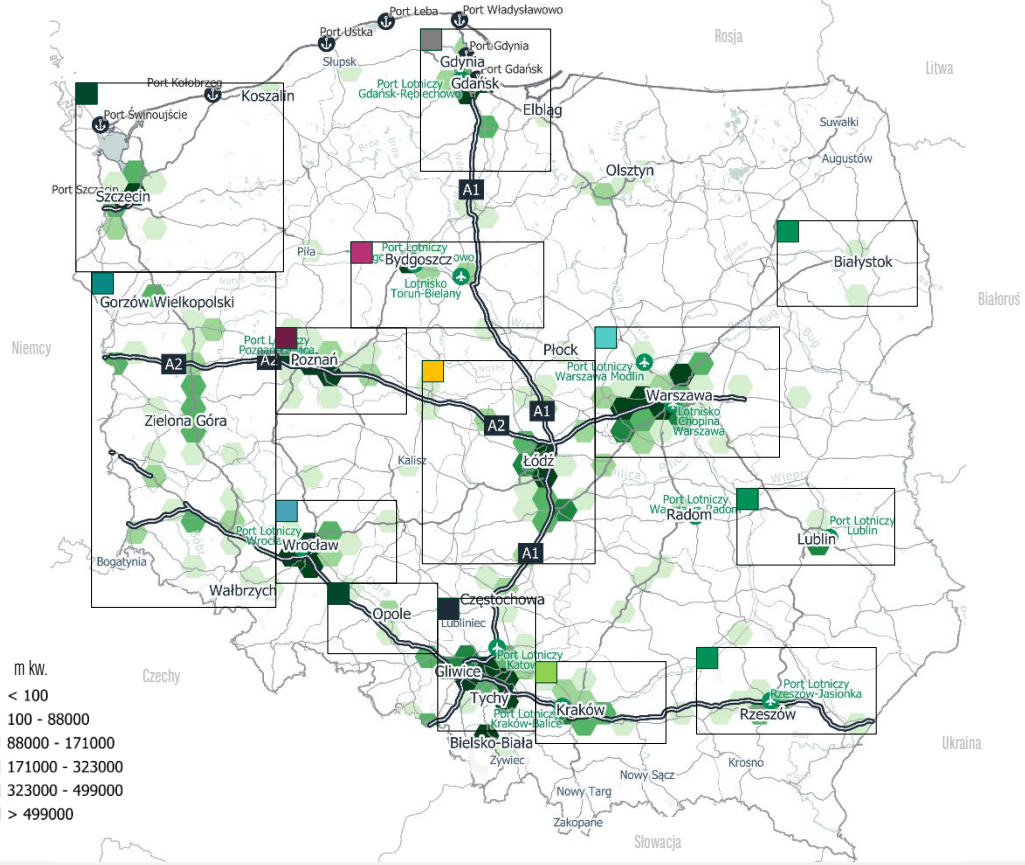 Port Łeba
Port Władysławowo
Port Ustka
Rosja
Port Gdynia
Gdynia
Słupsk
Port Gdańsk
Litwa
Port Kołobrzeg
Koszalin
Port Lotniczy
Gdańsk
Gdańsk-Rębiechowo
Elbląg
Port Świnoujście
Suwałki
Brda
Augustów
Olsztyn
Port Szczecin
Szczecin
A1
Port Lotniczy
Piła
Bydgoszcz
Białystok
Lotnisko
Toruń-Bielany
Gorzów Wielkopolski
Białoruś
Bug
Niemcy
Port Lotniczy
Płock
Port Lotniczy
Warszawa Modlin
A2
A2
Poznań
Notec
Warszawa
A1
Lotnisko
Chopina
Warszawa
Zielona Góra
A2
Kalisz
Łódź
Wieprz
Port Lotniczy
Radom
Port Lotniczy
Lublin
Lublin
Port Lotniczy
Wrocław
A1
Bogatynia
Wałbrzych
Częstochowa
Opole
Lubliniec
m kw.
Czechy
Port Lotniczy
Gliwice
< 100
Tychy
Port Lotniczy
Rzeszów-Jasionka
100 - 88000
Port Lotniczy
Kraków-Balice
Kraków
Rzeszów
88000 - 171000
Bielsko-Biała
Ukraina
171000 - 323000
Żywiec
Krosno
Nowy Sącz
323000 - 499000
Nowy Targ
> 499000
Zakopane
Słowacja